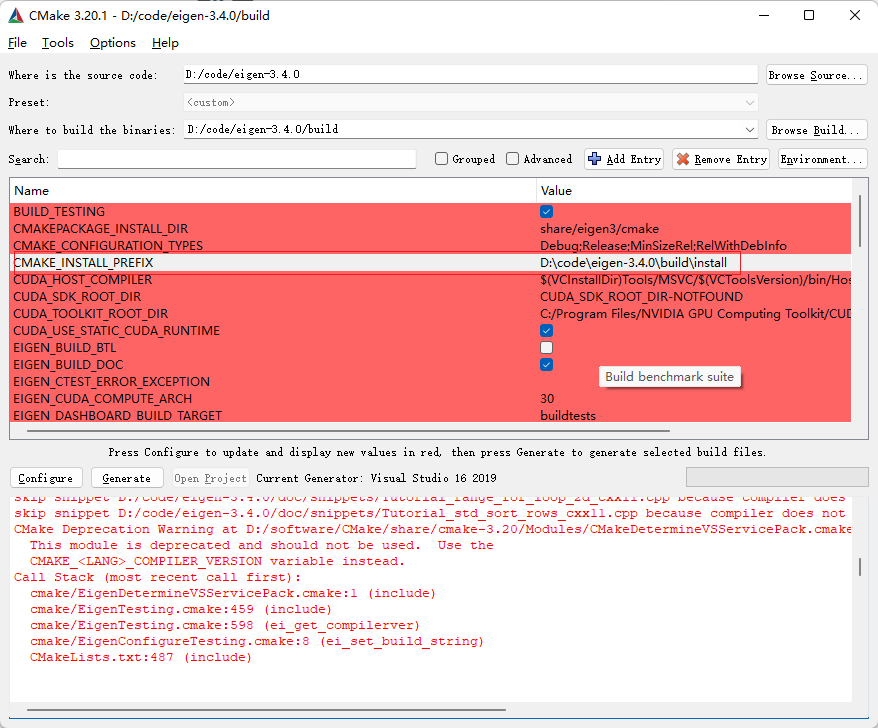 CMake 3.20.1 - D:/code/eigen-3.4.0/build
File Tools Options Help
Where is the source code: D:/code/eigen-3.4.0 Browse Source...
Preset: <custom>
Where to build the binaries: D:/code/eigen-3.4.0/build Browse Build...
Search: Grouped Advanced Add Entry Remove Entry Environment...
Name Value
BUILD_TESTING
CMAKEPACKAGE_INSTALL_DIR share/eigen3/cmake
CMAKE_CONFIGURATION_TYPES Debug;Release;MinSizeRel;RelWithDebInfo
CMAKE_INSTALL_PREFIX D:\code\eigen-3.4.0\build\install
CUDA_HOST_COMPILER $(VCInstallDir)Tools/MSVC/$(VCToolsVersion)/bin/Hos
CUDA_SDK_ROOT_DIR CUDA_SDK_ROOT_DIR-NOTFOUND
CUDA_TOOLKIT_ROOT_DIR C:/Program Files/NVIDIA GPU Computing Toolkit/CUD
CUDA_USE_STATIC_CUDA_RUNTIME
EIGEN_BUILD_BTL
EIGEN_BUILD_DOC
Build benchmark suite
EIGEN_CTEST_ERROR_EXCEPTION
EIGEN_CUDA_COMPUTE_ARCH 30
EIGEN_DASHBOARD_BUILD_TARGET buildtests
Press Configure to update and display new values in red, then press Generate to generate selected build files.
Configure Generate Open Project Current Generator: Visual Studio 16 2019
skip snippet D:/code/eigen-3.4.0/doc/snippets/Tutorial_range_for_loop_2d_cxx11.cpp because compiler does
skip snippet D:/code/eigen-3.4.0/doc/snippets/Tutorial_std_sort_rows_cxx11.cpp because compiler does not
CMake Deprecation Warning at D:/software/CMake/share/cmake-3.20/Modules/CMakeDetermineVSServicePack.cmake
This module is deprecated and should not be used. Use the
CMAKE_<LANG>_COMPILER_VERSION variable instead.
Call Stack (most recent call first):
cmake/EigenDetermineVSServicePack.cmake:1 (include)
cmake/EigenTesting.cmake:459 (include)
cmake/EigenTesting.cmake:598 (ei_get_compilerver)
cmake/EigenConfigureTesting.cmake:8 (ei_set_build_string)
CMakeLists.txt:487 (include)